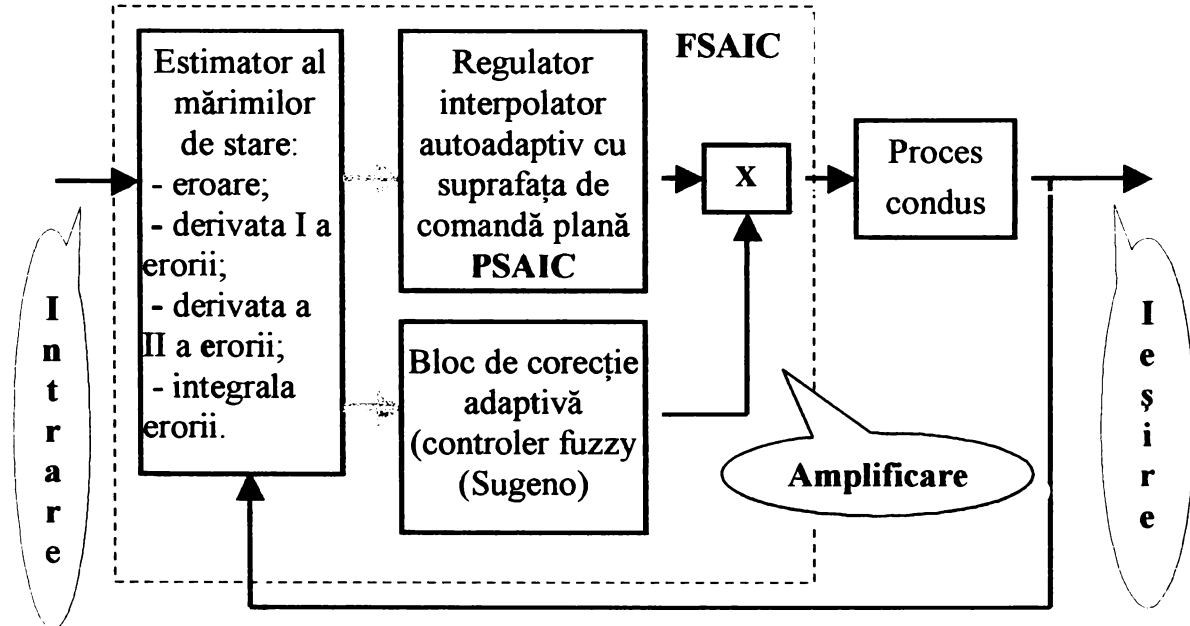 Estimator al
mărimilor
de stare:
- eroare;
- derivata I a
erorii;
- derivata a
II a erorii;
- integrala
erorii.
Regulator
interpolator
autoadaptiv cu
suprafața de
comandă plană
PSAIC
FSAIC
X
Proces
condus
Bloc de corecție
adaptivă
(controler fuzzy
(Sugeno)
Amplificare
Intrare
Ieșire